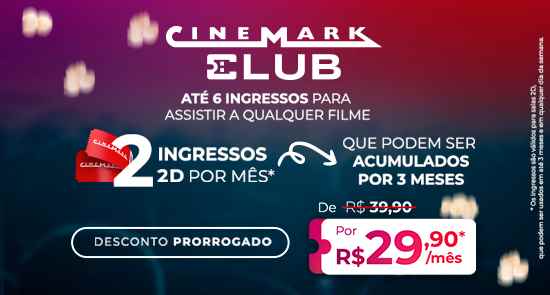 CINEMARK
CLUB
ATÉ 6 INGRESSOS PARA
ASSISTIR A QUALQUER FILME
CINEMARK
CINEMARK
2 INGRESSOS
2D POR MÊS*
QUE PODEM SER
ACUMULADOS
POR 3 MESES
De R$ 39,90
Por
R$29,90*
/mês
DESCONTO PRORROGADO
* Os ingressos são válidos para salas 2D,
que podem ser usados em até 3 meses e em qualquer dia da semana.